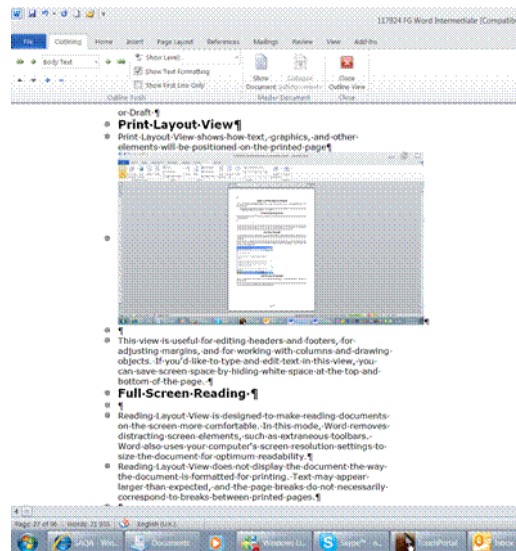 117824 FG Word Intermediate [Compatib
File Outlining Home Insert Page Layout References Mailings Review View Add-Ins
Body Text
Show Level:
Show Text Formatting
Show First Line Only
Show Document
Collapse Subdocuments
Close Outline View
Outline Tools
Master Document
Close
or·Draft·¶
Print·Layout·View¶
Print·Layout·View·shows·how·text,·graphics,·and·other·
elements·will·be·positioned·on·the·printed·page¶
¶
¶
This·view·is·useful·for·editing·headers·and·footers,·for·
adjusting·margins,·and·for·working·with·columns·and·drawing·
objects.·If·you'd·like·to·type·and·edit·text·in·this·view,·you·
can·save·screen·space·by·hiding·white·space·at·the·top·and·
bottom·of·the·page.·¶
Full·Screen·Reading·¶
¶
Reading·Layout·View·is·designed·to·make·reading·documents·
on·the·screen·more·comfortable.·In·this·mode,·Word·removes·
distracting·screen·elements,·such·as·extraneous·toolbars.·
Word·also·uses·your·computer's·screen·resolution·settings·to·
size·the·document·for·optimum·readability.¶
Reading·Layout·View·does·not·display·the·document·the·way·
the·document·is·formatted·for·printing.·Text·may·appear·
larger·than·expected,·and·the·page·breaks·do·not·necessarily·
correspond·to·breaks·between·printed·pages.¶
Page: 27 of 96 Words: 21 935 English (U.K.)
Documents Windows Li... Skype™ TouchPortal Inbox